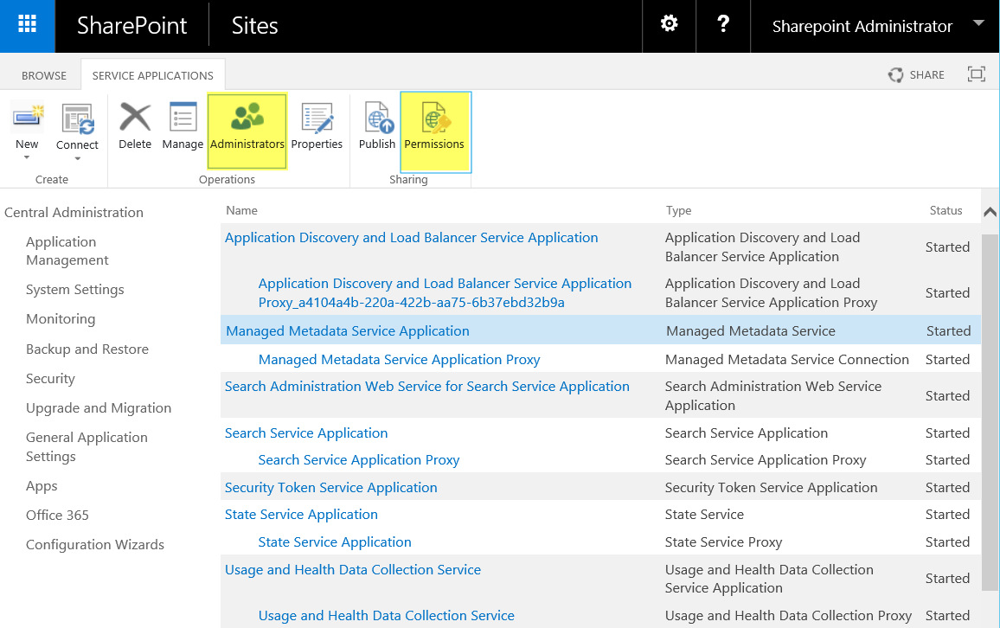 SharePoint Sites ? Sharepoint Administrator
BROWSE SERVICE APPLICATIONS SHARE
New Connect Delete Manage Administrators Properties Publish Permissions
Create Operations Sharing
Central Administration
Application
Management
System Settings
Monitoring
Backup and Restore
Security
Upgrade and Migration
General Application
Settings
Apps
Office 365
Configuration Wizards
Name Type Status
Application Discovery and Load Balancer Service Application
Application Discovery and Load
Balancer Service Application
Started
Application Discovery and Load Balancer Service Application
Proxy_a4104a4b-220a-422b-aa75-6b37ebd32b9a
Application Discovery and Load
Balancer Service Application Proxy
Started
Managed Metadata Service Application Managed Metadata Service Started
Managed Metadata Service Application Proxy Managed Metadata Service Connection Started
Search Administration Web Service for Search Service Application
Search Administration Web Service
Application
Started
Search Service Application Search Service Application Started
Search Service Application Proxy Search Service Application Proxy Started
Security Token Service Application Security Token Service Application Started
State Service Application State Service Started
State Service Application State Service Proxy Started
Usage and Health Data Collection Service
Usage and Health Data Collection
Service Application
Started
Usage and Health Data Collection Service Usage and Health Data Collection Proxy Started